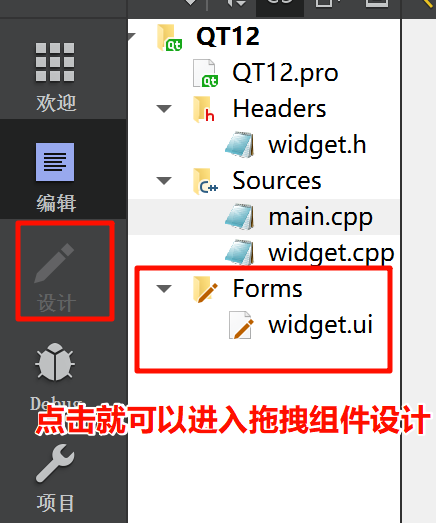 QT12
QT12.pro
欢迎
Headers
widget.h
编辑
Sources
main.cpp
widget.cpp
设计
Forms
widget.ui
Debug
点击就可以进入拖拽组件设计
项目